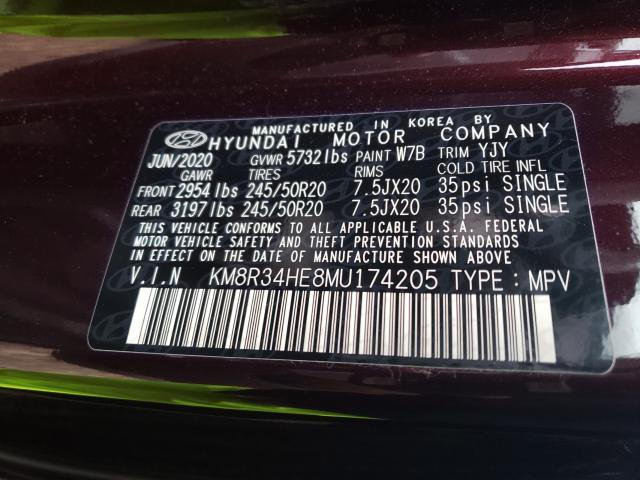 MANUFACTURED IN KOREA BY
HYUNDAI MOTOR COMPANY
JUN/2020 GVWR 5732lbs PAINT W7B TRIM YJY
GAWR TIRES RIMS COLD TIRE INFL
FRONT 2954lbs 245/50R20 7.5JX20 35psi SINGLE
REAR 3197lbs 245/50R20 7.5JX20 35psi SINGLE
THIS VEHICLE CONFORMS TO ALL APPLICABLE U.S.A. FEDERAL
MOTOR VEHICLE SAFETY AND THEFT PREVENTION STANDARDS
IN EFFECT ON THE DATE OF MANUFACTURE SHOWN ABOVE.
V.I.N KM8R34HE8MU174205 TYPE : MPV